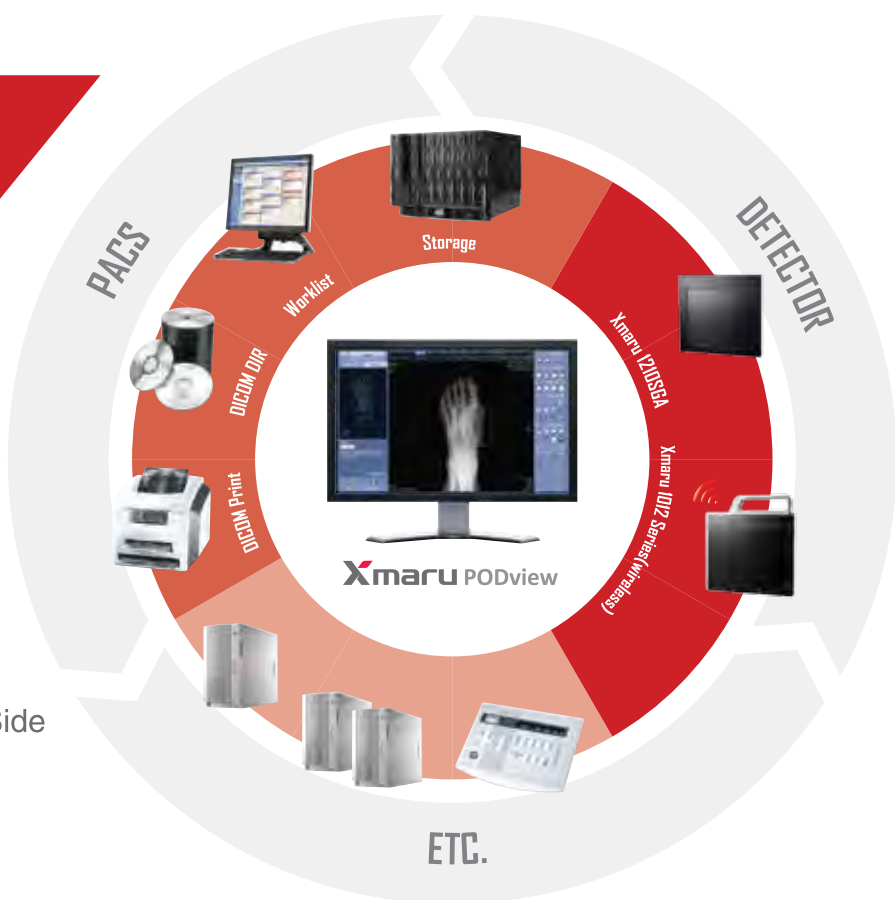 PACS
DETECTOR
ETC.
Storage
Worklist
DICOM DIR
DICOM Print
Xmaru 1210SGA
Xmaru 1012 Series(wireless)
Xmaru PODview
Side